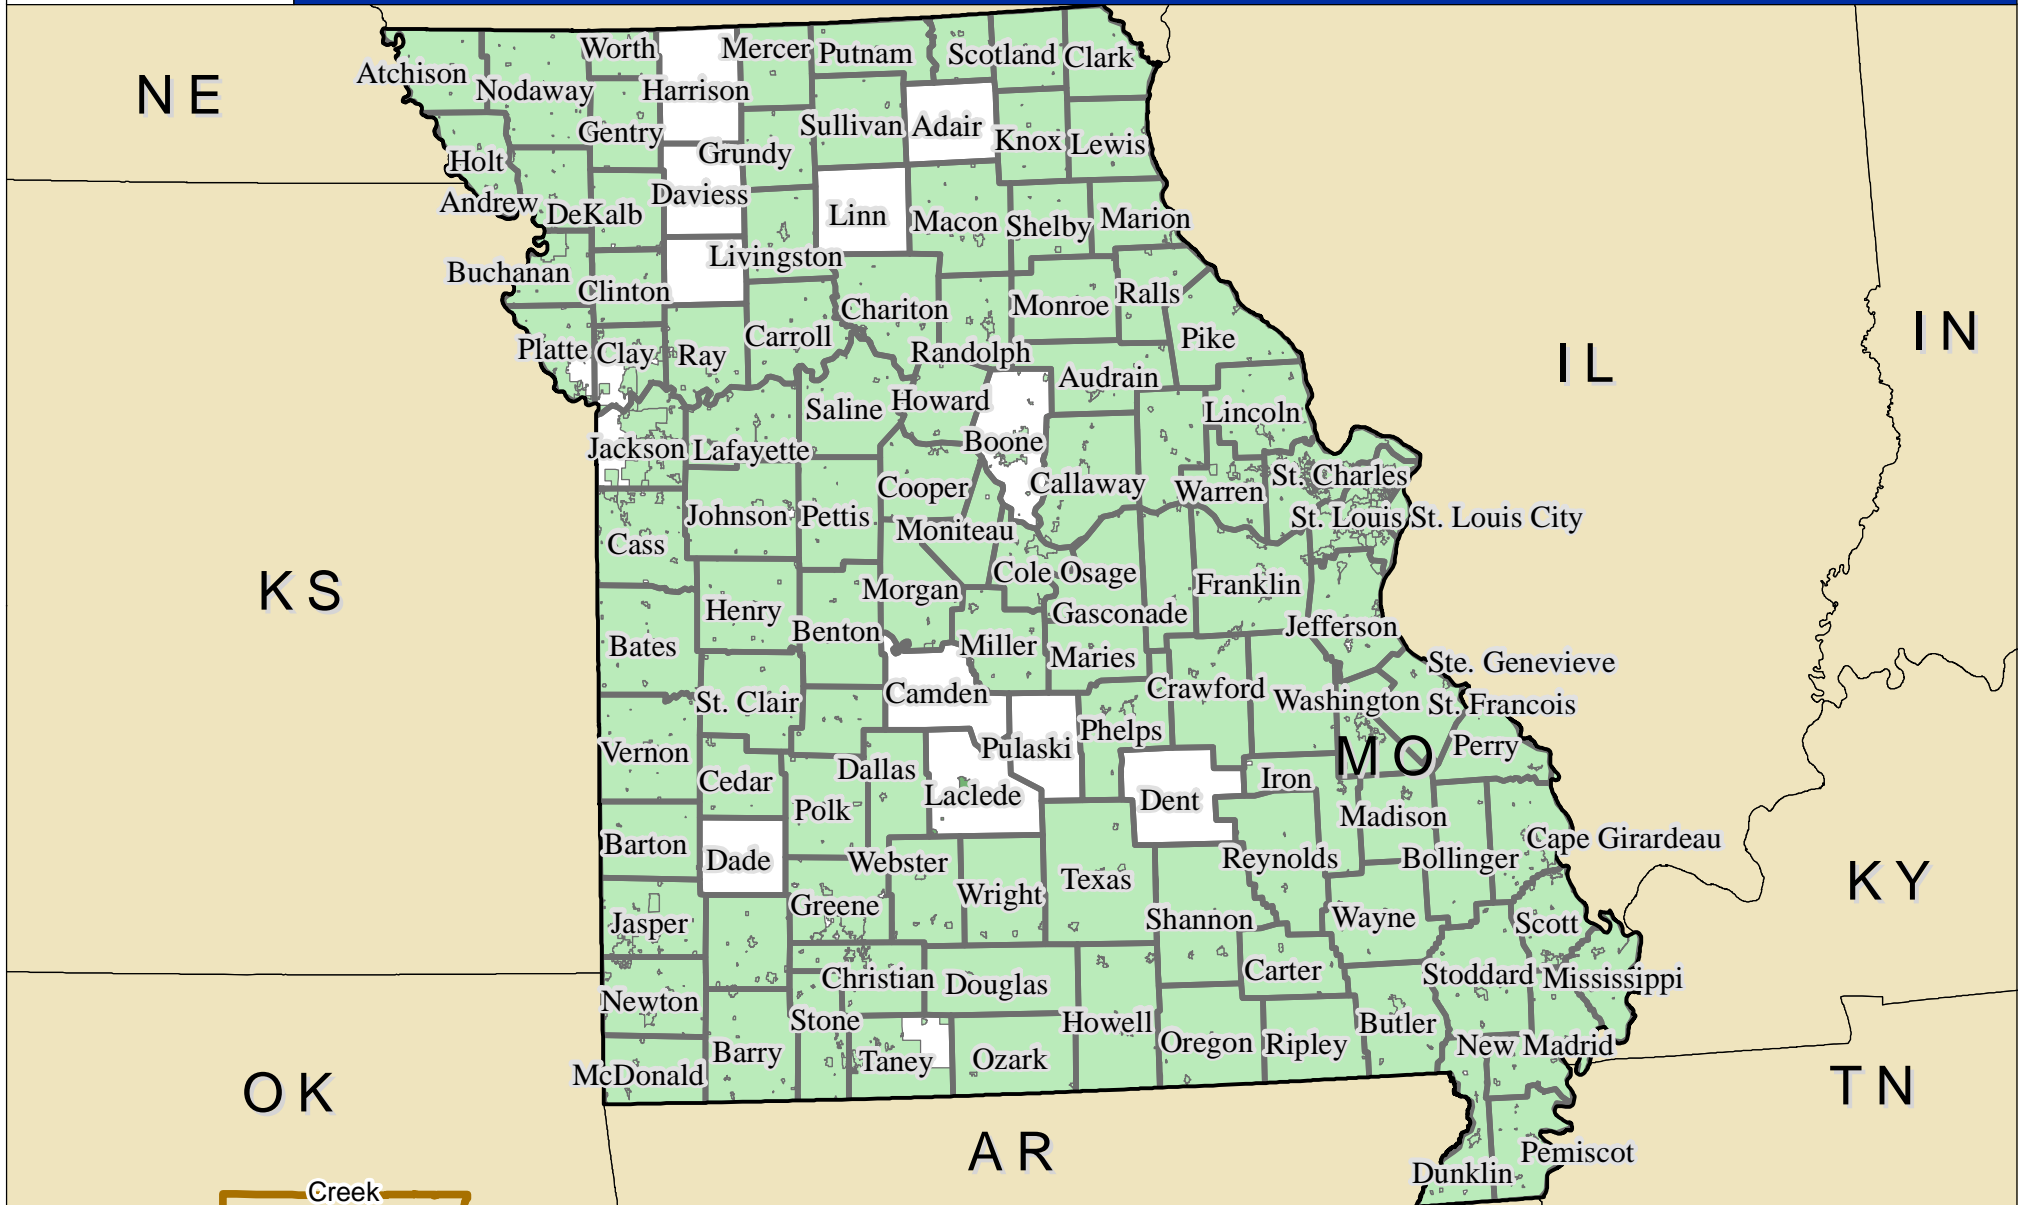 Worth
Mercer
Putnam
Scotland
Clark
Atchison
Nodaway
Harrison
NE
Gentry
Sullivan
Adair
Knox
Lewis
Grundy
Holt
Daviess
Andrew
DeKalb
Linn
Macon
Shelby
Marion
Livingston
Buchanan
Clinton
Chariton
Monroe
Ralls
Carroll
Pike
IN
Platte
Clay
Ray
Randolph
IL
Audrain
Saline
Howard
Lincoln
Jackson
Lafayette
Boone
Cooper
Callaway
Warren
St. Charles
Johnson
Pettis
Moniteau
St. Louis
St. Louis City
Cass
KS
Morgan
Cole
Osage
Franklin
Henry
Gasconade
Benton
Jefferson
Bates
Miller
Maries
Ste. Genevieve
Camden
Crawford
St. Clair
Washington
St. Francois
Phelps
Vernon
Pulaski
MO
Perry
Cedar
Dallas
Iron
Laclede
Dent
Polk
Madison
Barton
Cape Girardeau
Dade
Webster
Reynolds
Bollinger
Texas
KY
Wright
Jasper
Greene
Shannon
Wayne
Scott
Christian
Douglas
Carter
Stoddard
Mississippi
Newton
Stone
Howell
Butler
Barry
Taney
Ozark
Oregon
Ripley
New Madrid
McDonald
OK
TN
AR
Pemiscot
Dunklin
Creek